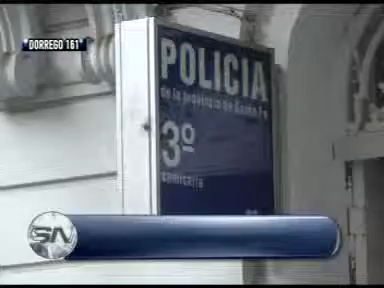 DORREGO 161
POLICIA
de la provincia de Santa Fe
3º
comisaría
SN